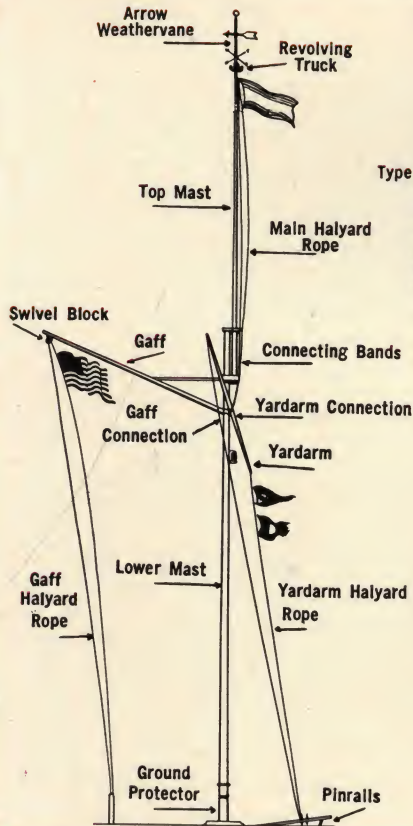 Arrow
Weathervane
Revolving
Truck
Type
Top Mast
Main Halyard
Rope
Swivel Block
Gaff
Connecting Bands
Gaff
Connection
Yardarm Connection
Yardarm
Lower Mast
Gaff
Halyard
Rope
Yardarm Halyard
Rope
Ground
Protector
Pinrails